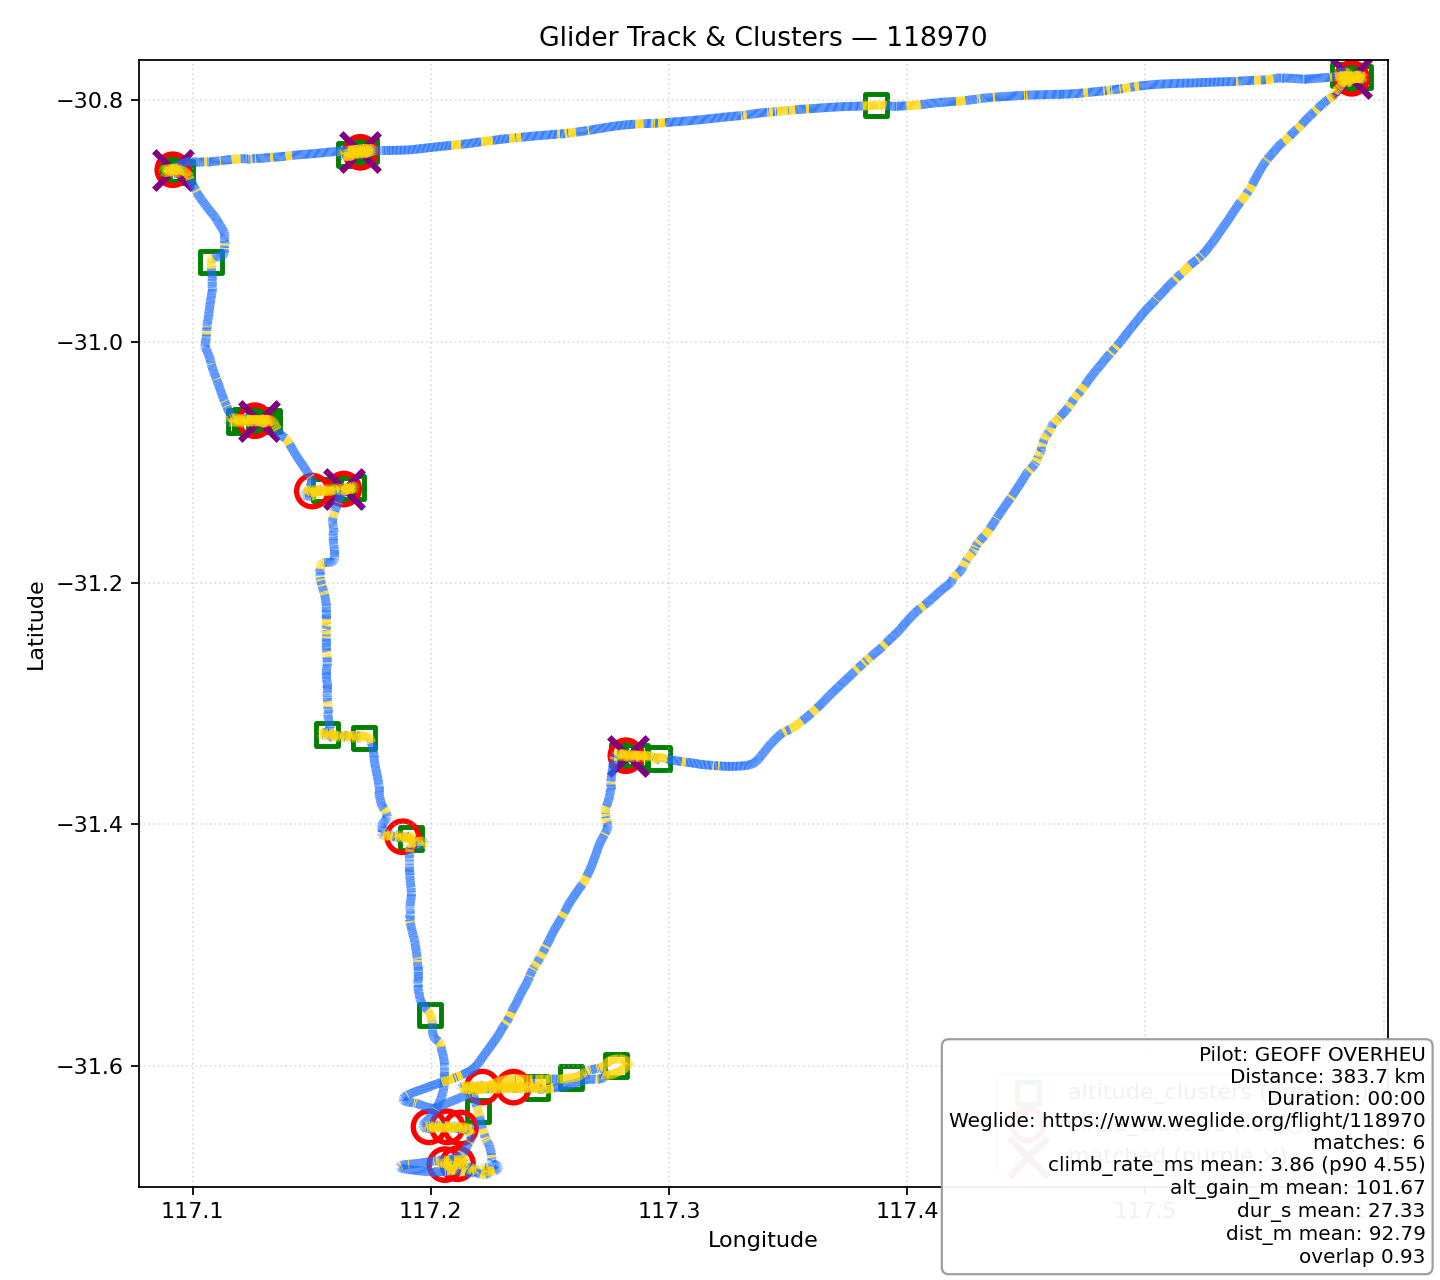 Glider Track & Clusters — 118970
−30.8
−31.0
−31.2
−31.4
−31.6
Latitude
117.1
117.2
117.3
117.4
117.5
Longitude
altitude_clusters
matched (purple ×)
Pilot: GEOFF OVERHEU
Distance: 383.7 km
Duration: 00:00
Weglide: https://www.weglide.org/flight/118970
matches: 6
climb_rate_ms mean: 3.86 (p90 4.55)
alt_gain_m mean: 101.67
dur_s mean: 27.33
dist_m mean: 92.79
overlap 0.93